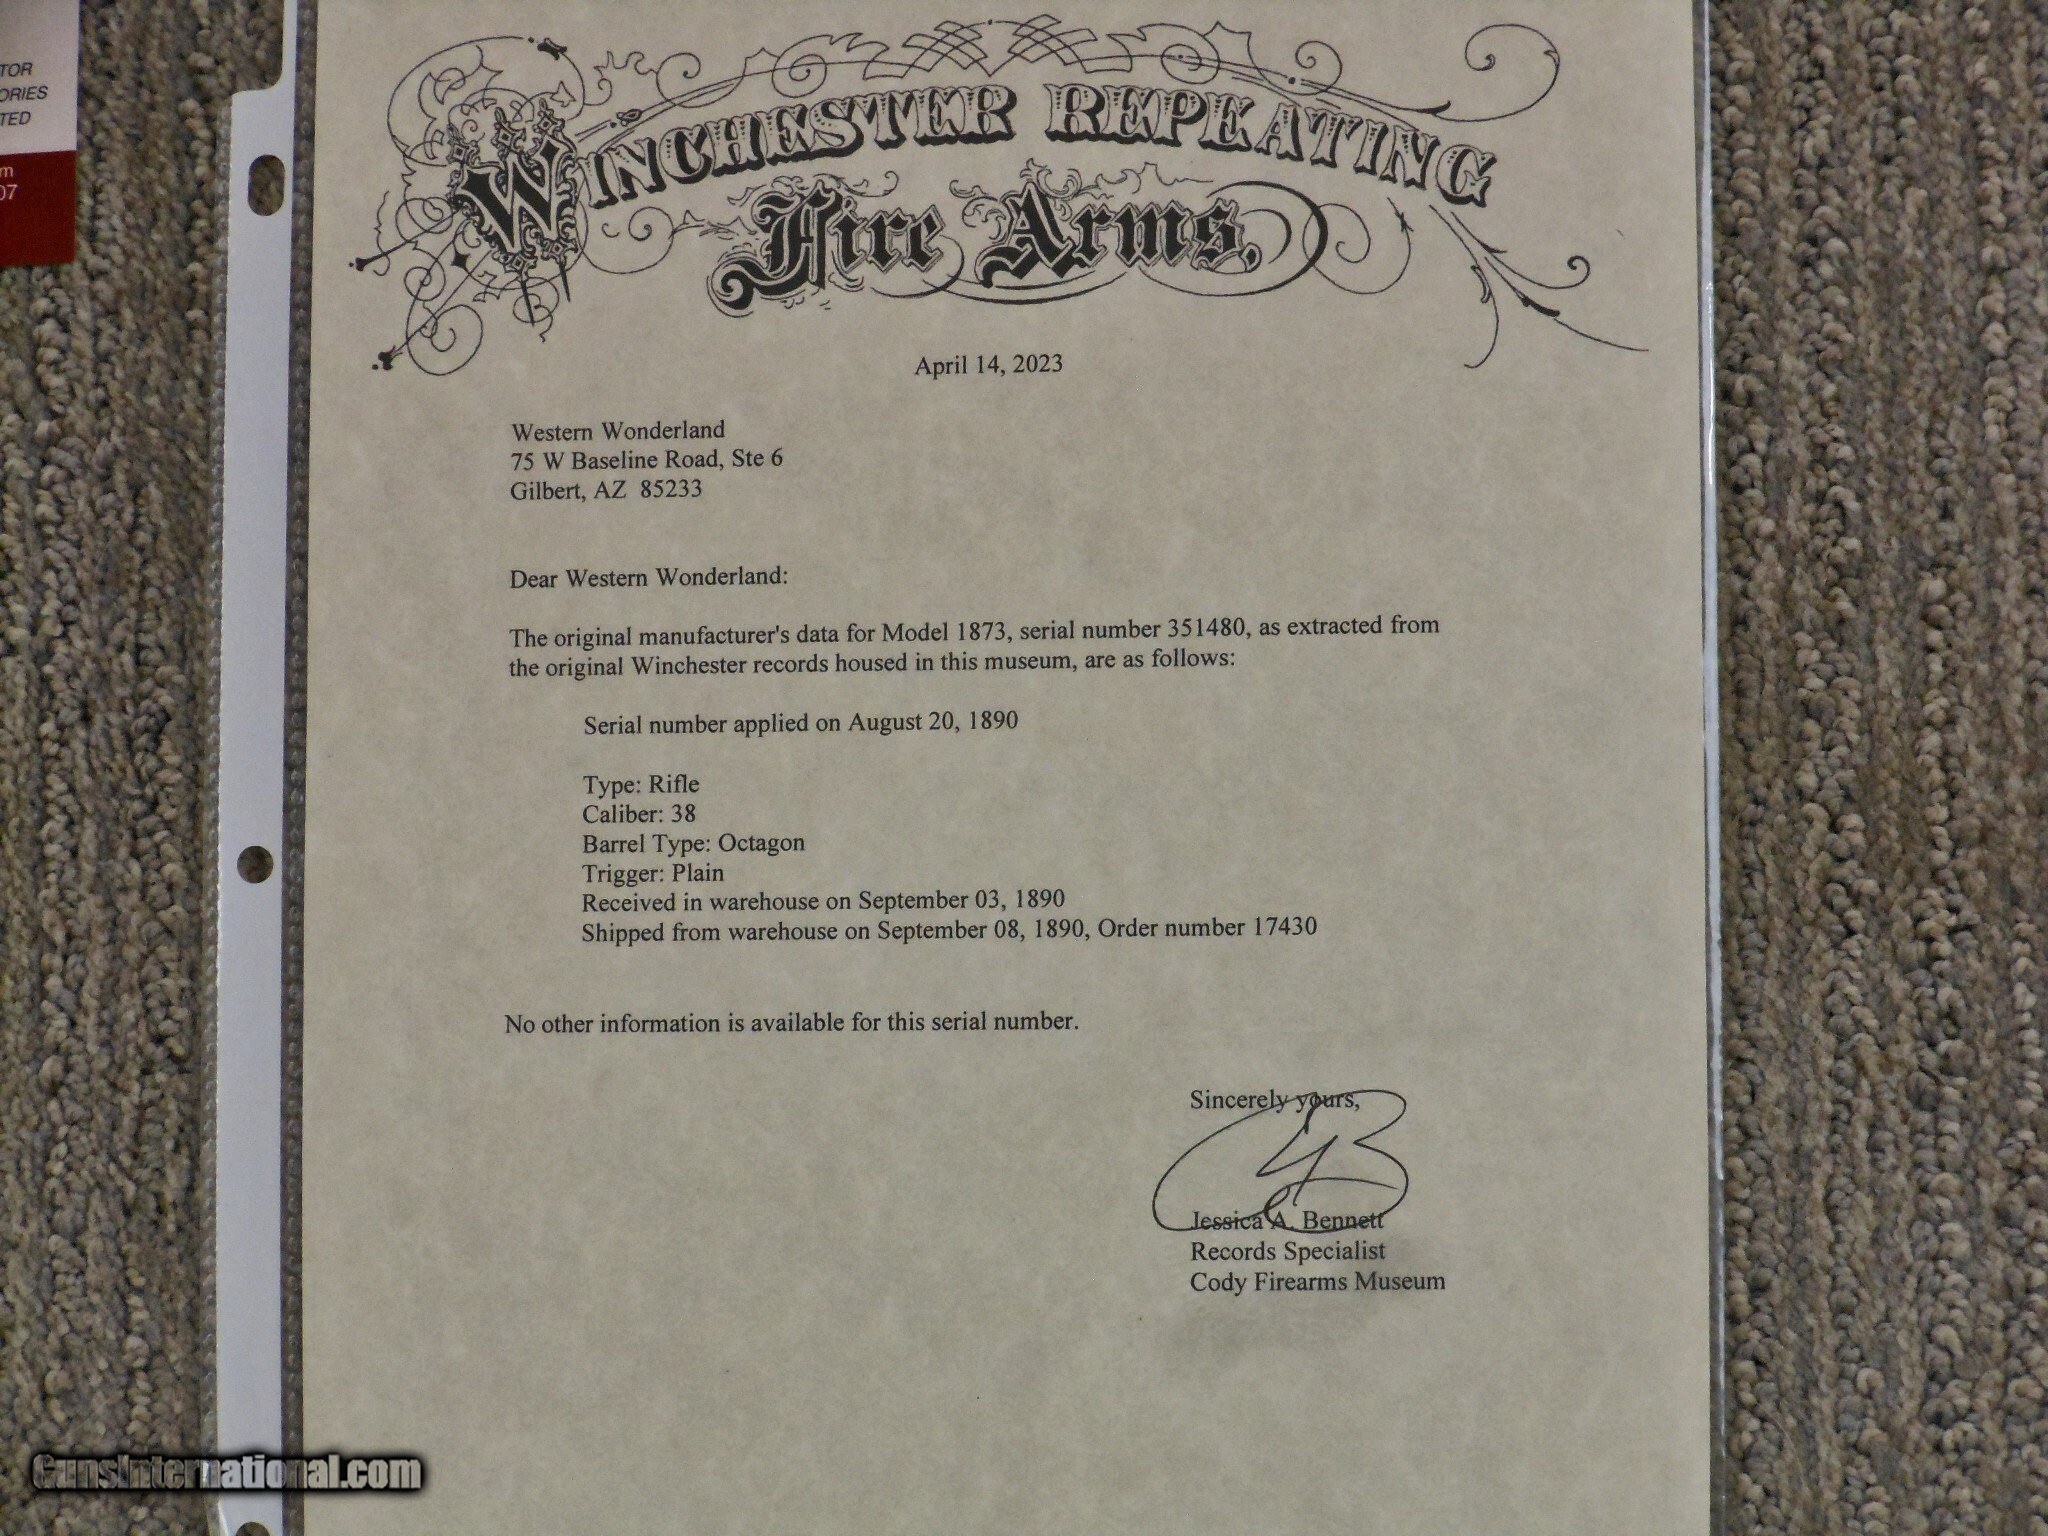 TOR
ORIES
TED
m
07
WINCHESTER REPEATING
Fire Arms,
April 14, 2023
Western Wonderland
75 W Baseline Road, Ste 6
Gilbert, AZ  85233
Dear Western Wonderland:
The original manufacturer's data for Model 1873, serial number 351480, as extracted from
the original Winchester records housed in this museum, are as follows:
Serial number applied on August 20, 1890
Type: Rifle
Caliber: 38
Barrel Type: Octagon
Trigger: Plain
Received in warehouse on September 03, 1890
Shipped from warehouse on September 08, 1890, Order number 17430
No other information is available for this serial number.
Sincerely yours,
Jessica A. Bennett
Records Specialist
Cody Firearms Museum
GunsInternational.com